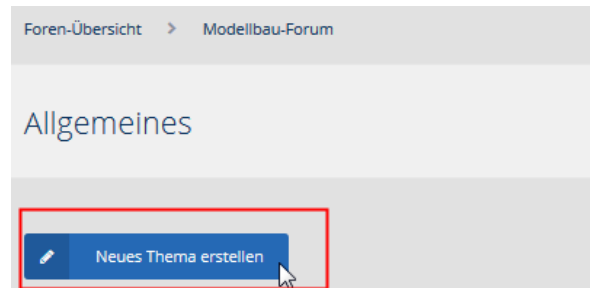 Foren-Übersicht > Modellbau-Forum
Allgemeines
Neues Thema erstellen